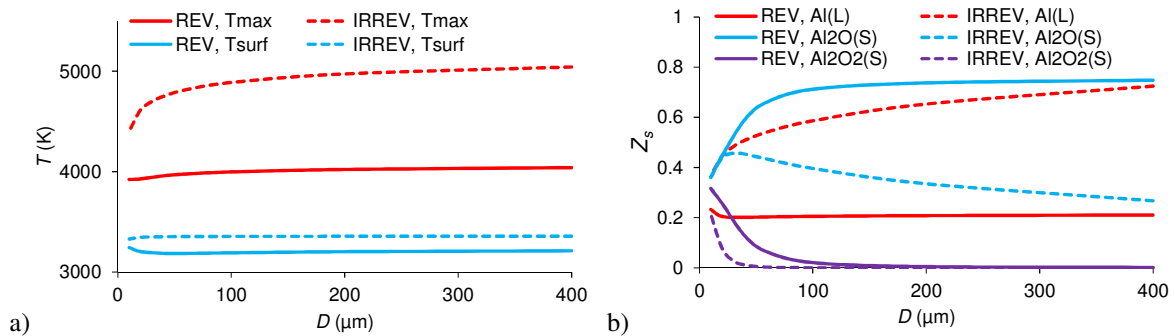 REV, Tmax IRREV, Tmax
REV, Tsurf IRREV, Tsurf
5000
4000
3000
T (K)
0 100 200 300 400
D (µm)
a)
REV, Al(L) IRREV, Al(L)
REV, Al2O(S) IRREV, Al2O(S)
REV, Al2O2(S) IRREV, Al2O2(S)
1
0.8
0.6
0.4
0.2
0
Zs
0 100 200 300 400
D (µm)
b)